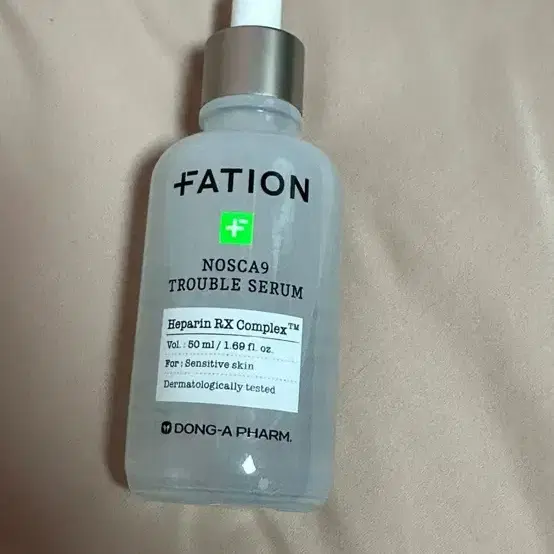 FATION
NOSCA9
TROUBLE SERUM
Heparin RX Complex™
Vol. : 50 ml / 1.69 fl. oz.
For : Sensitive skin
Dermatologically tested
DONG-A PHARM.